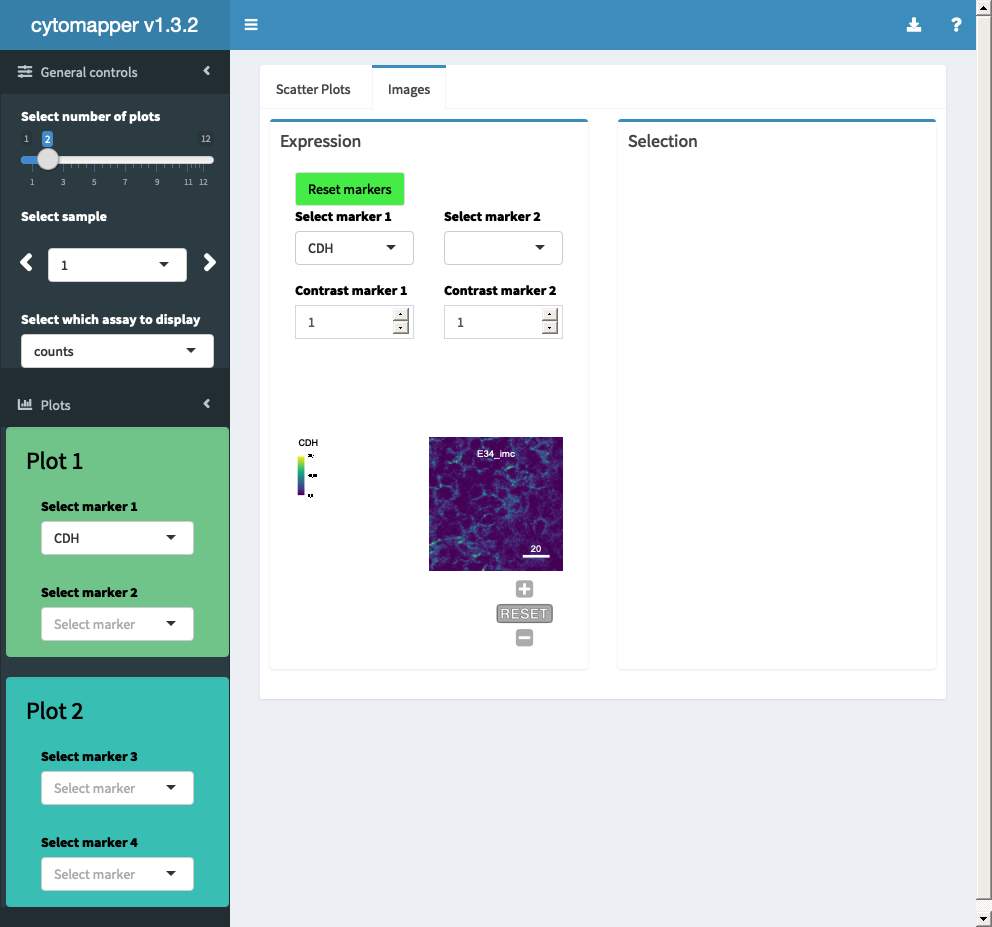 cytomapper v1.3.2
General controls
Select number of plots
1 2 12
1 3 5 7 9 11 12
Select sample
1
Select which assay to display
counts
Plots
Plot 1
Select marker 1
CDH
Select marker 2
Select marker
Plot 2
Select marker 3
Select marker
Select marker 4
Select marker
?
Scatter Plots
Images
Expression
Reset markers
Select marker 1 Select marker 2
CDH
Contrast marker 1 Contrast marker 2
1 1
CDH
E34_imc
20
RESET
Selection